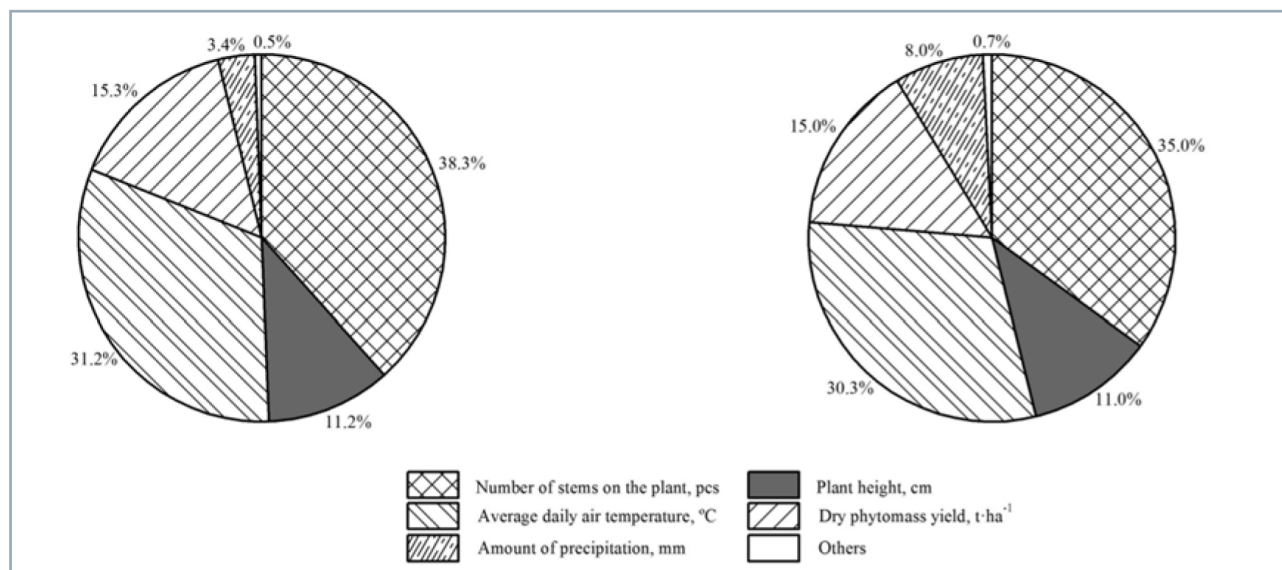 3.4% 0.5%
15.3%
38.3%
31.2%
11.2%
8.0% 0.7%
15.0%
35.0%
30.3%
11.0%
Number of stems on the plant, pcs
Plant height, cm
Average daily air temperature, ºC
Dry phytomass yield, t·ha⁻¹
Amount of precipitation, mm
Others